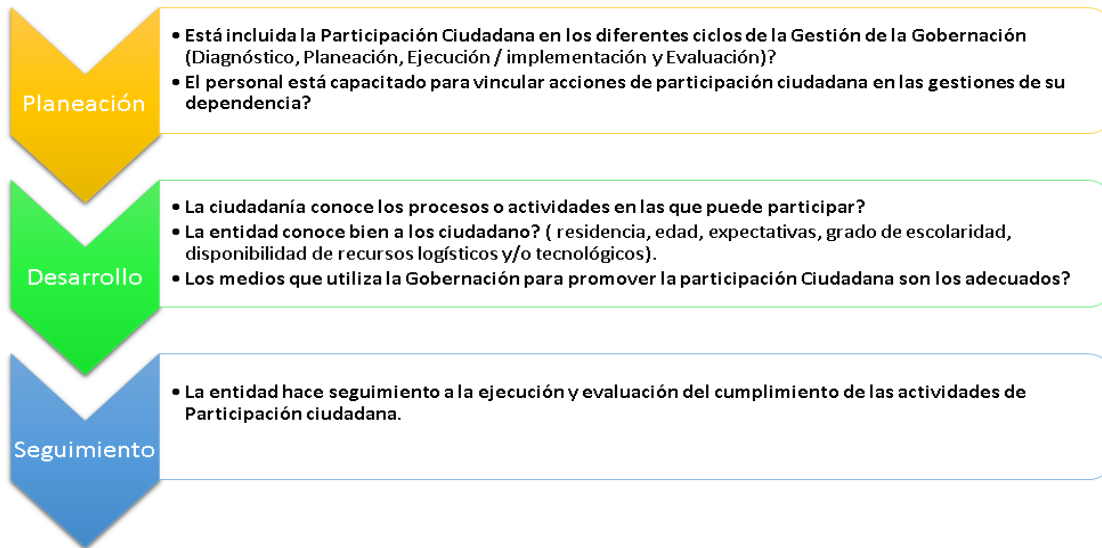 Planeación
• Está incluida la Participación Ciudadana en los diferentes ciclos de la Gestión de la Gobernación
(Diagnóstico, Planeación, Ejecución / implementación y Evaluación)?
• El personal está capacitado para vincular acciones de participación ciudadana en las gestiones de su
dependencia?
Desarrollo
• La ciudadanía conoce los procesos o actividades en las que puede participar?
• La entidad conoce bien a los ciudadano? ( residencia, edad, expectativas, grado de escolaridad,
disponibilidad de recursos logísticos y/o tecnológicos).
• Los medios que utiliza la Gobernación para promover la participación Ciudadana son los adecuados?
Seguimiento
• La entidad hace seguimiento a la ejecución y evaluación del cumplimiento de las actividades de
Participación ciudadana.